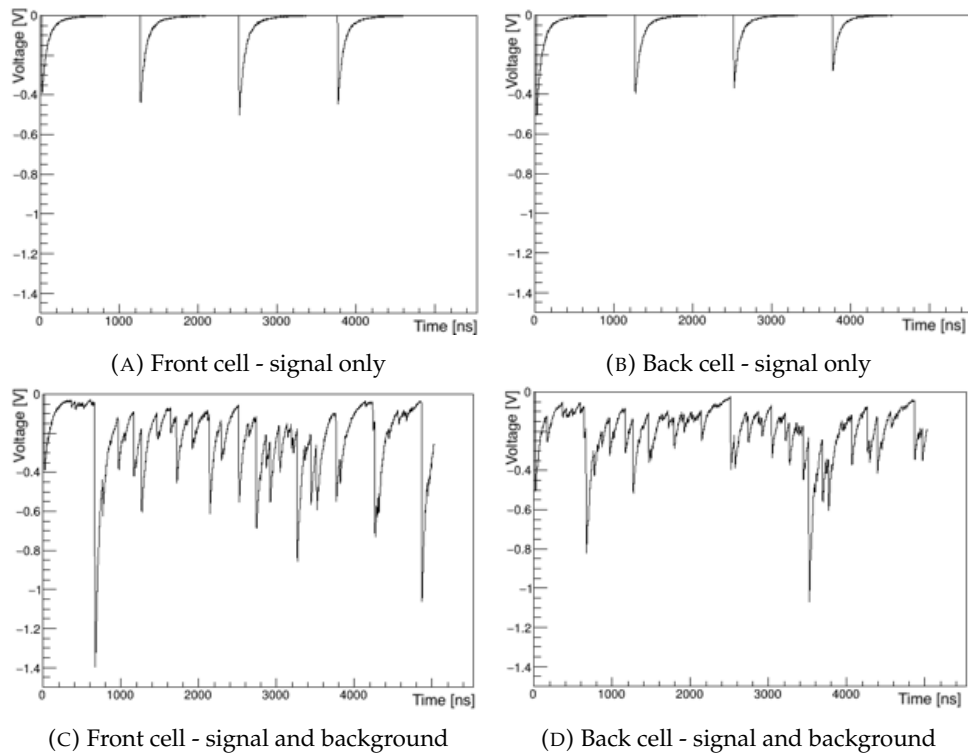 Voltage [V]
0
−0.2
−0.4
−0.6
−0.8
−1
−1.2
−1.4
0 1000 2000 3000 4000
Time [ns]
(A) Front cell - signal only
Voltage [V]
0
−0.2
−0.4
−0.6
−0.8
−1
−1.2
−1.4
0 1000 2000 3000 4000
Time [ns]
(B) Back cell - signal only
Voltage [V]
0
−0.2
−0.4
−0.6
−0.8
−1
−1.2
−1.4
0 1000 2000 3000 4000
Time [ns]
(C) Front cell - signal and background
Voltage [V]
0
−0.2
−0.4
−0.6
−0.8
−1
−1.2
−1.4
0 1000 2000 3000 4000
Time [ns]
(D) Back cell - signal and background